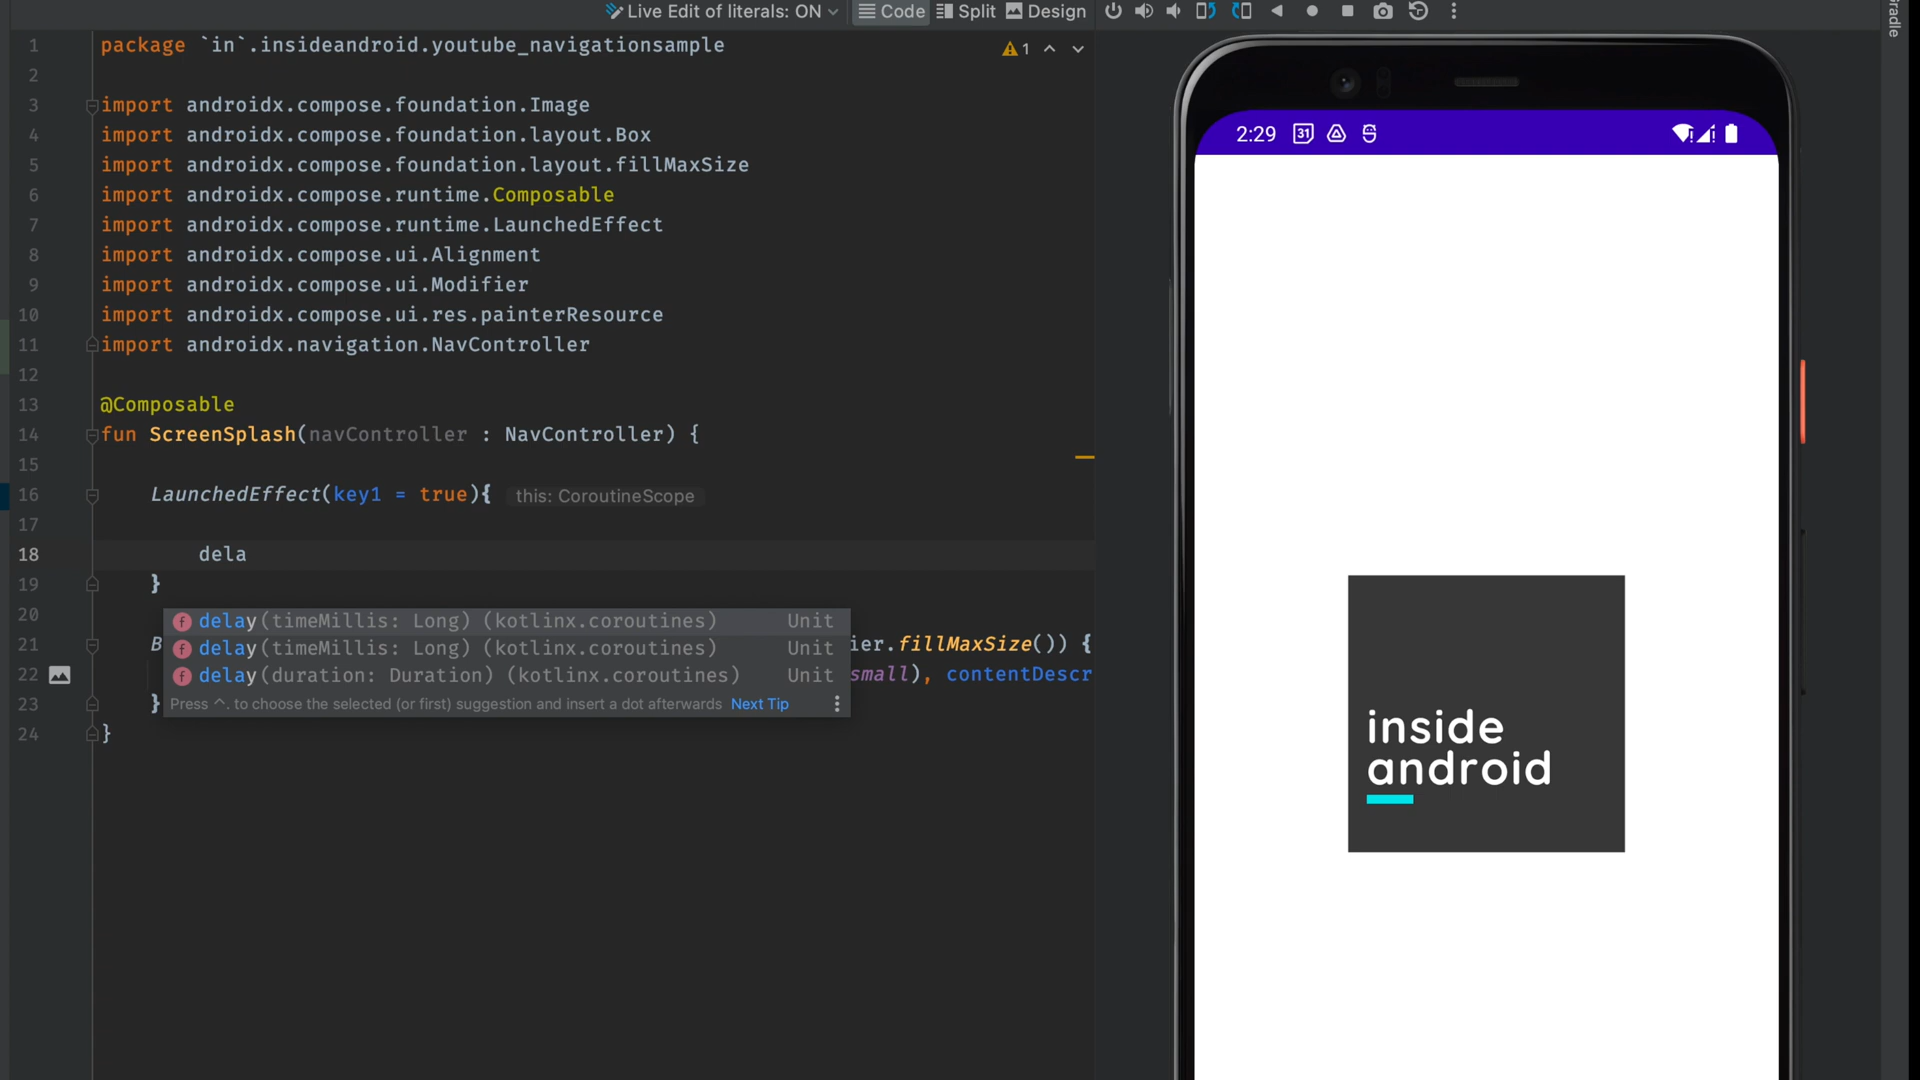 Live Edit of literals: ON
Code
Split
Design
Gradle
1 package `in`.insideandroid.youtube_navigationsample
1
2
3 import androidx.compose.foundation.Image
4 import androidx.compose.foundation.layout.Box
5 import androidx.compose.foundation.layout.fillMaxSize
6 import androidx.compose.runtime.Composable
7 import androidx.compose.runtime.LaunchedEffect
8 import androidx.compose.ui.Alignment
9 import androidx.compose.ui.Modifier
10 import androidx.compose.ui.res.painterResource
11 import androidx.navigation.NavController
12
13 @Composable
14 fun ScreenSplash(navController : NavController) {
15
16 LaunchedEffect(key1 = true){ this: CoroutineScope
17
18 dela
19 }
20
delay(timeMillis: Long) (kotlinx.coroutines) Unit
21 B ier.fillMaxSize()) {
delay(timeMillis: Long) (kotlinx.coroutines) Unit
22 small), contentDescr
delay(duration: Duration) (kotlinx.coroutines) Unit
23 }
Press ^. to choose the selected (or first) suggestion and insert a dot afterwards Next Tip
24 }
2:29
31
inside
android